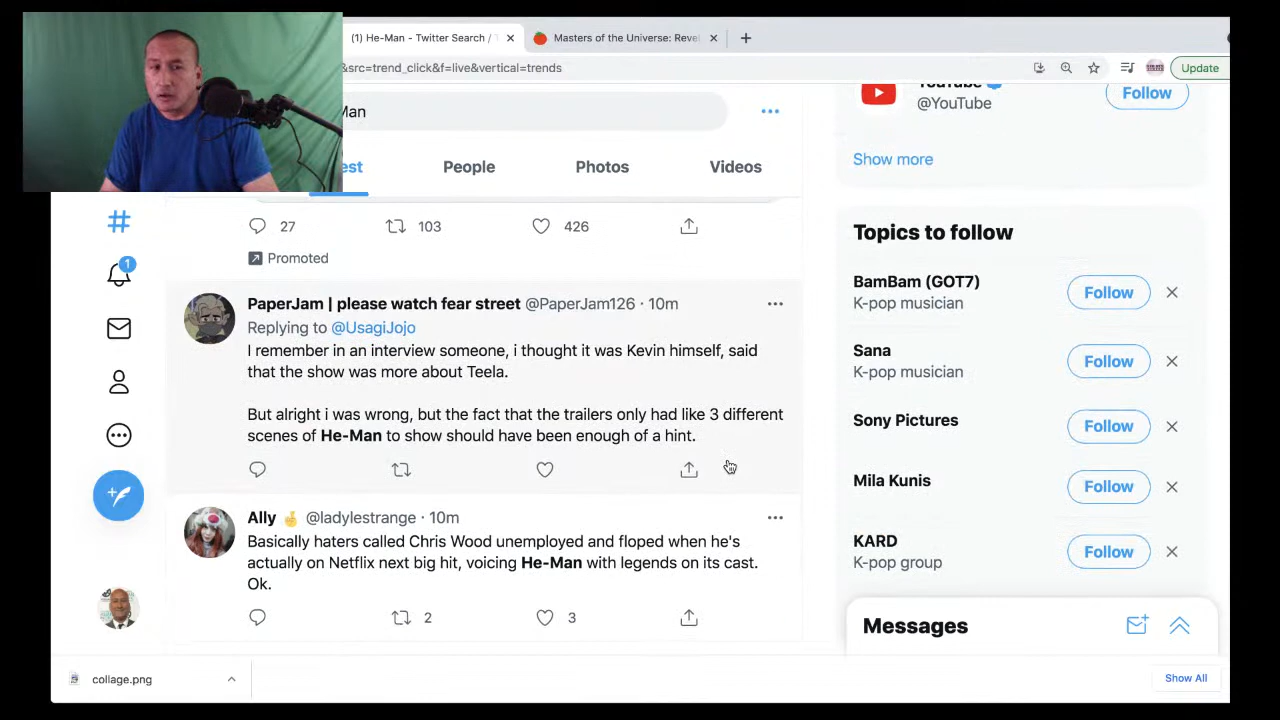 (1) He-Man - Twitter Search / T
Masters of the Universe: Reve
&src=trend_click&f=live&vertical=trends
Update
Man
YouTube
@YouTube
Follow
est
People
Photos
Videos
Show more
27
103
426
Promoted
PaperJam | please watch fear street @PaperJam126 · 10m
Replying to @UsagiJojo
I remember in an interview someone, i thought it was Kevin himself, said
that the show was more about Teela.
But alright i was wrong, but the fact that the trailers only had like 3 different
scenes of He-Man to show should have been enough of a hint.
Ally 🤞 @ladylestrange · 10m
Basically haters called Chris Wood unemployed and floped when he's
actually on Netflix next big hit, voicing He-Man with legends on its cast.
Ok.
2
3
Topics to follow
BamBam (GOT7)
K-pop musician
Follow
Sana
K-pop musician
Follow
Sony Pictures
Follow
Mila Kunis
Follow
KARD
K-pop group
Follow
Messages
1
collage.png
Show All